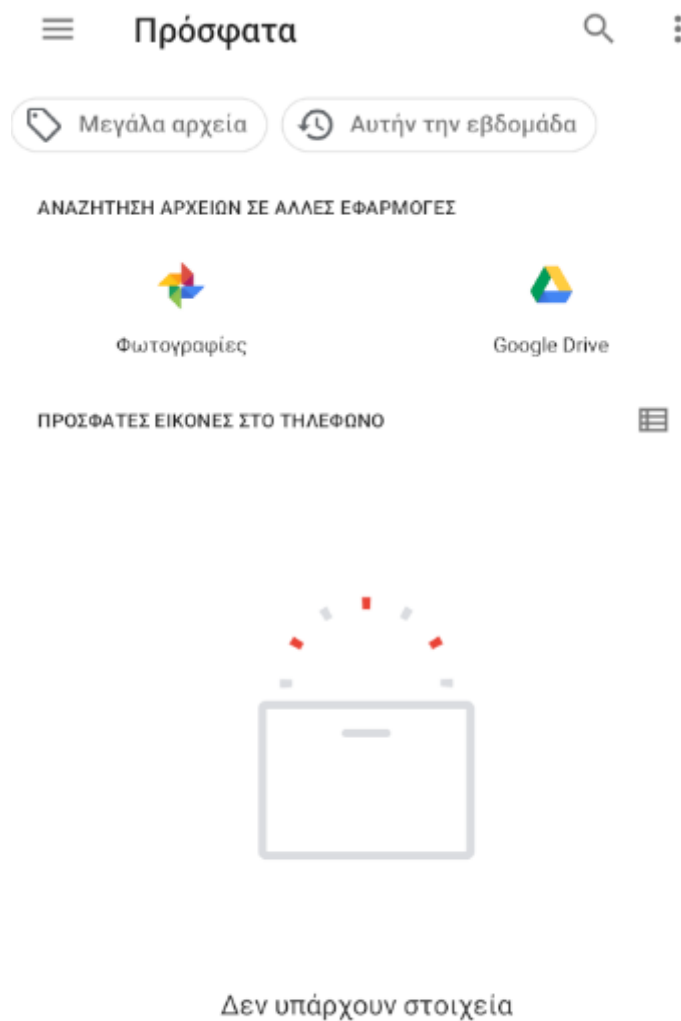 Πρόσφατα
Μεγάλα αρχεία
Αυτήν την εβδομάδα
ΑΝΑΖΗΤΗΣΗ ΑΡΧΕΙΩΝ ΣΕ ΑΛΛΕΣ ΕΦΑΡΜΟΓΕΣ
Φωτογραφίες
Google Drive
ΠΡΟΣΦΑΤΕΣ ΕΙΚΟΝΕΣ ΣΤΟ ΤΗΛΕΦΩΝΟ
Δεν υπάρχουν στοιχεία